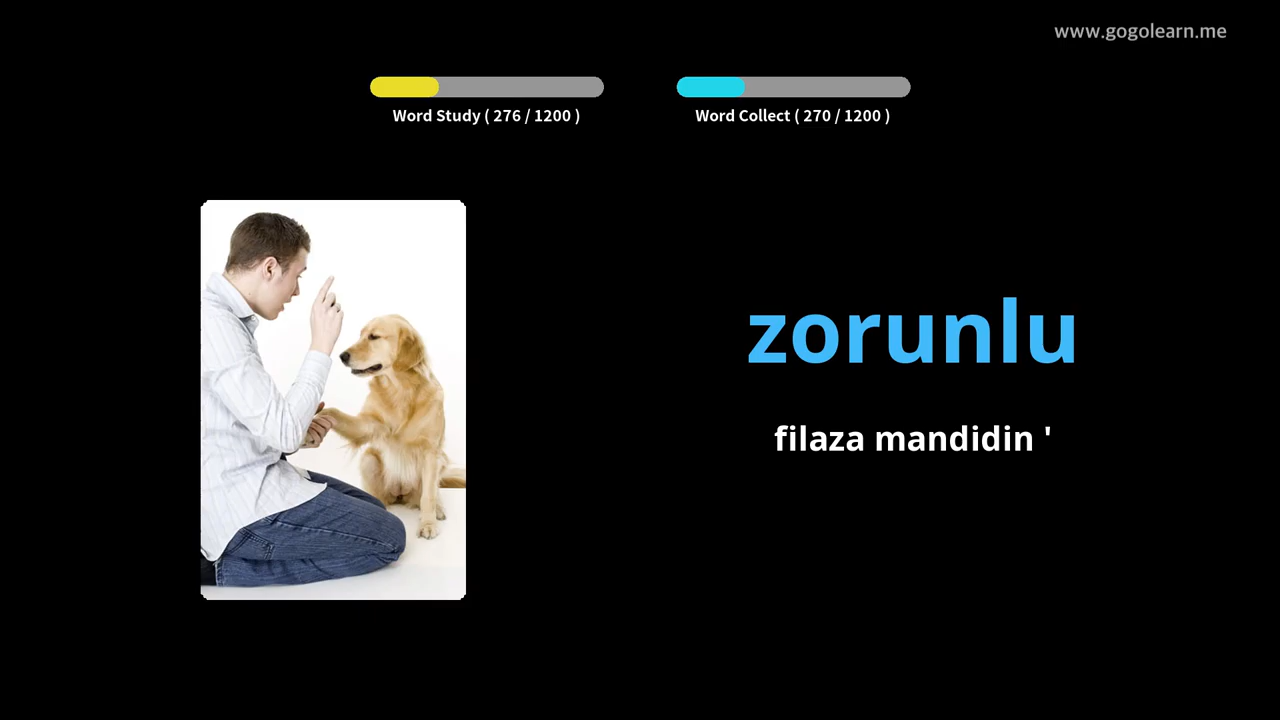 www.gogolearn.me
Word Study ( 276 / 1200 )
Word Collect ( 270 / 1200 )
zorunlu
filaza mandidin '